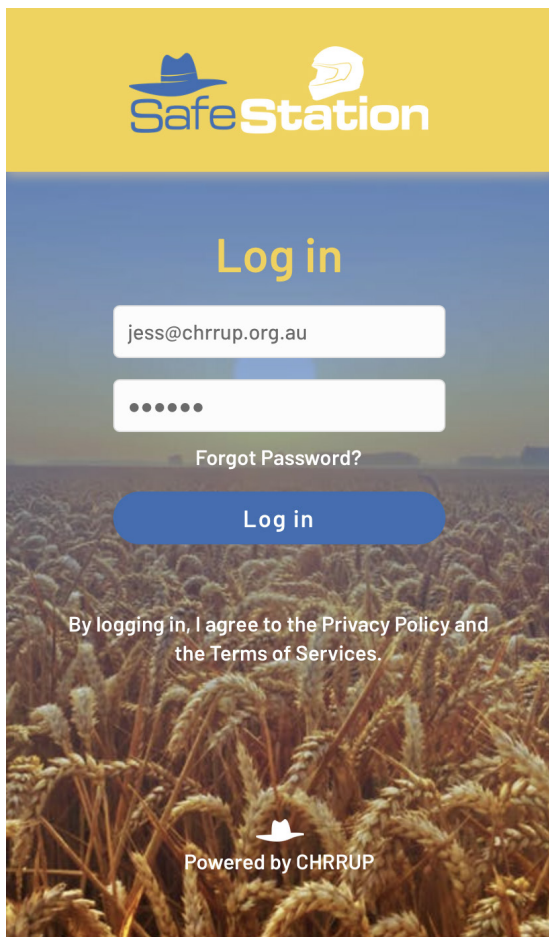 SafeStation
Log in
jess@chrrup.org.au
••••••
Forgot Password?
Log in
By logging in, I agree to the Privacy Policy and
the Terms of Services.
Powered by CHRRUP